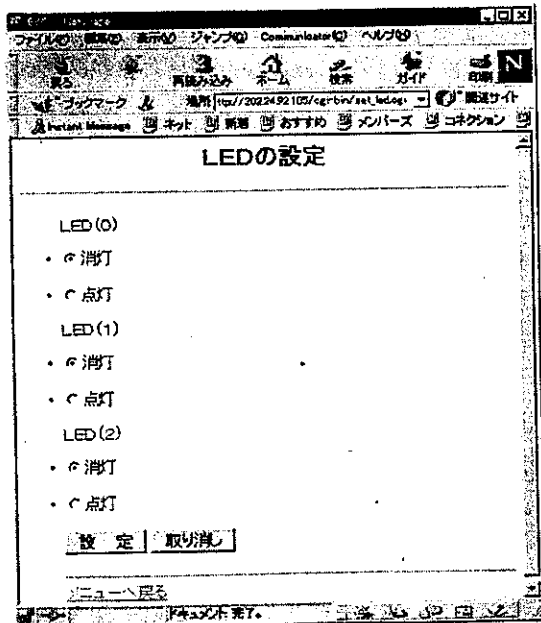 ファイル(F) 編集(E) 表示(V) ジャンプ(G) Communicator(C) ヘルプ(H)
戻る 再読み込み ホーム 検索 ガイド 印刷 N
ブックマーク 場所 関連サイト
Instant Message ネット 新着 おすすめ メンバーズ コネクション
LEDの設定
LED(0)
消灯
点灯
LED(1)
消灯
点灯
LED(2)
消灯
点灯
設 定 取り消し
メニューへ戻る
ドキュメント:完了。